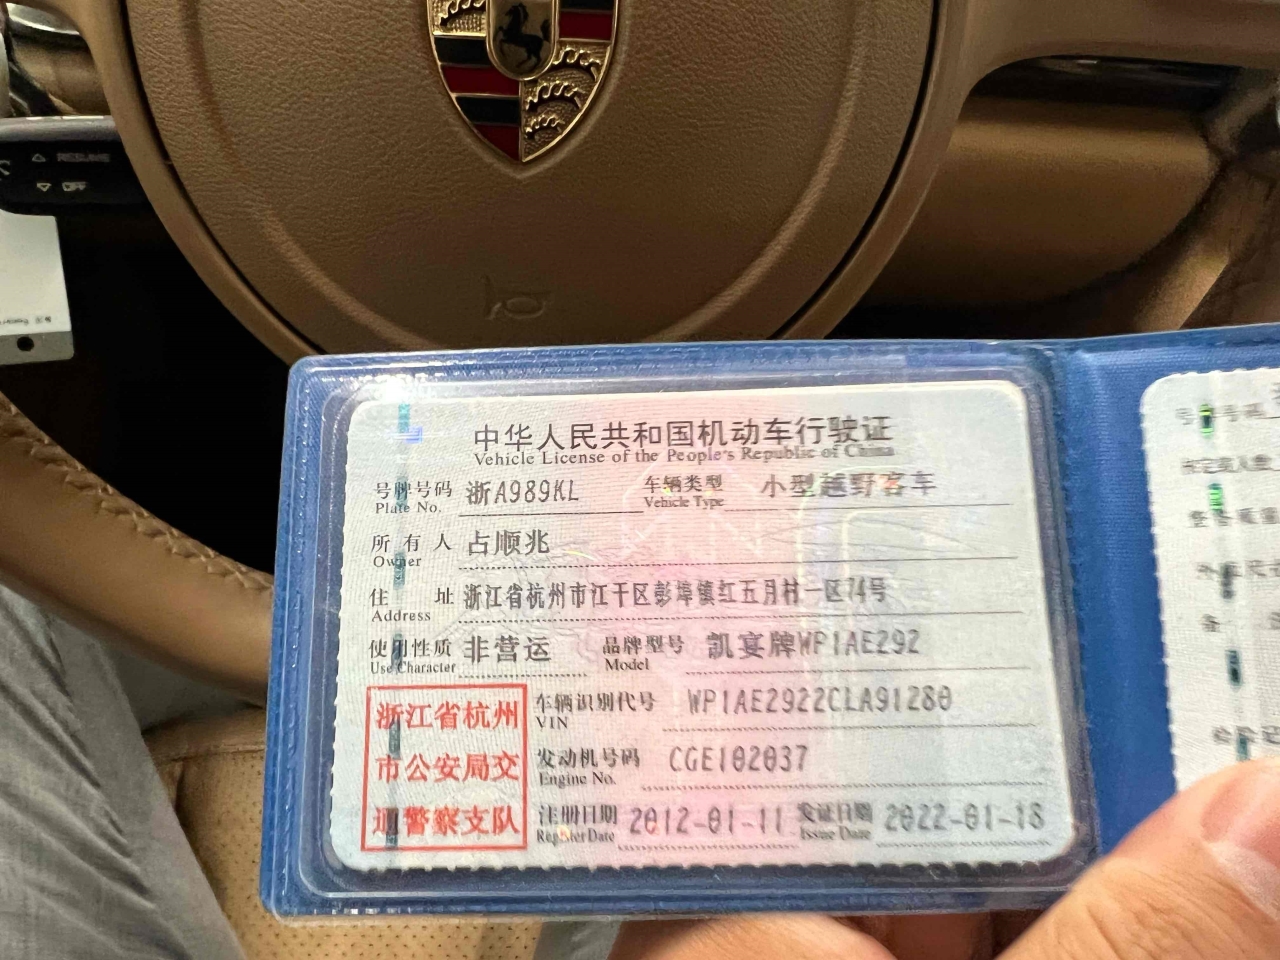 RESUME
OFF
中华人民共和国机动车行驶证
Vehicle License of the People's Republic of China
号牌号码 浙A989KL 车辆类型 小型越野客车
Plate No. Vehicle Type
所有人 占顺兆
Owner
住址 浙江省杭州市江干区彭埠镇红五月村一区74号
Address
使用性质 非营运 品牌型号 凯宴牌WP1AE292
Use Character Model
浙江省杭州
市公安局交
通警察支队
车辆识别代号 WP1AE2922CLA91280
VIN
发动机号码 CGE102037
Engine No.
注册日期 2012-01-11 发证日期 2022-01-18
Register Date Issue Date
号牌号码